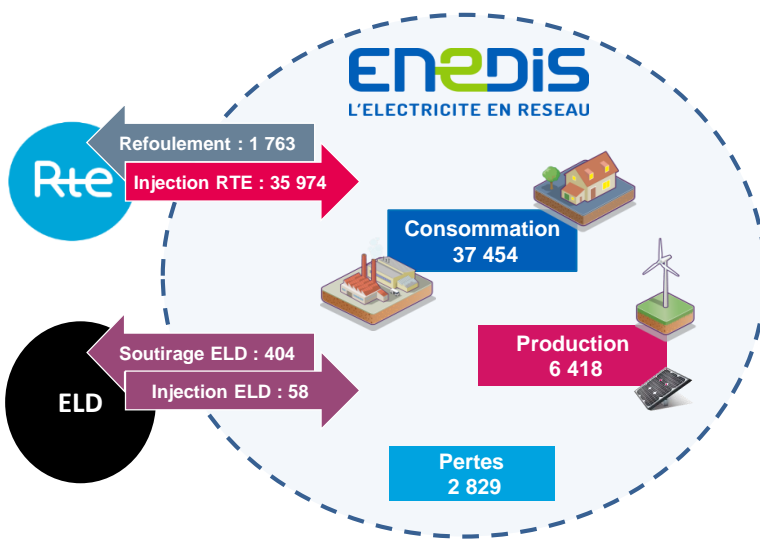 enedis
L'ELECTRICITE EN RESEAU
Rte
Refoulement : 1 763
Injection RTE : 35 974
Consommation
37 454
Production
6 418
ELD
Soutirage ELD : 404
Injection ELD : 58
Pertes
2 829